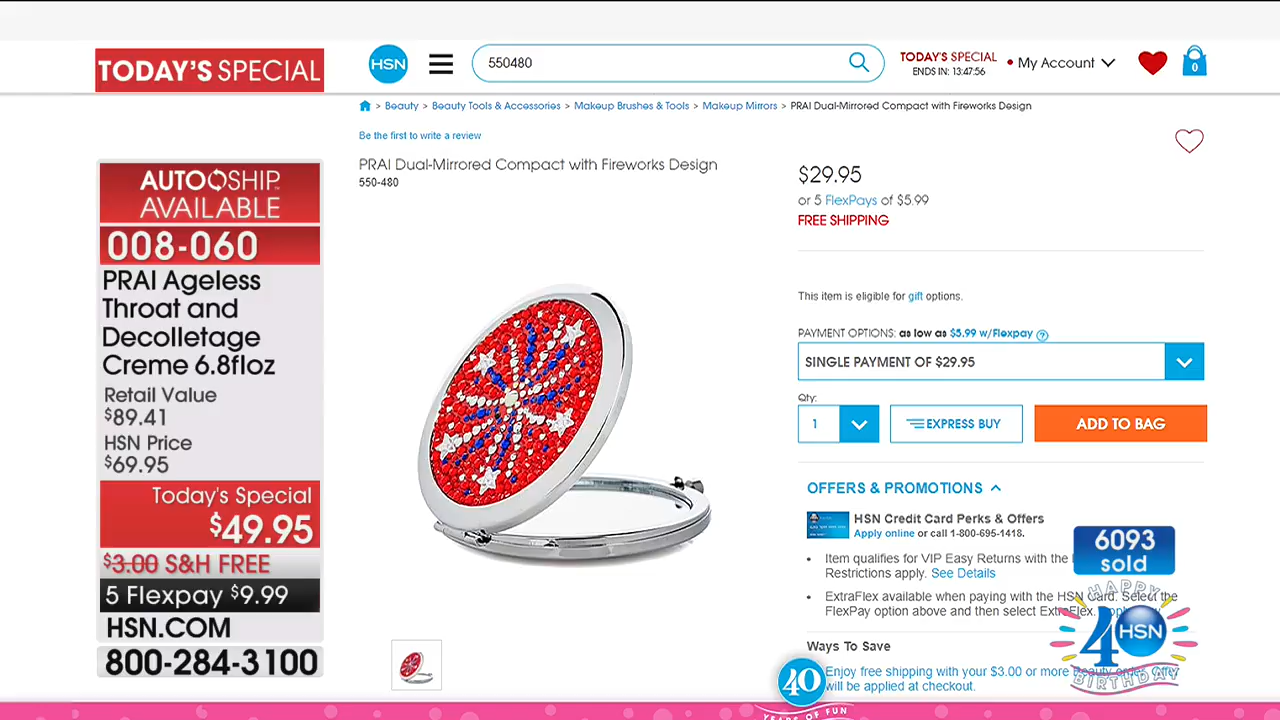 TODAY'S SPECIAL
HSN
550480
TODAY'S SPECIAL
ENDS IN: 13:47:56
• My Account
0
> Beauty > Beauty Tools & Accessories > Makeup Brushes & Tools > Makeup Mirrors > PRAI Dual-Mirrored Compact with Fireworks Design
Be the first to write a review
PRAI Dual-Mirrored Compact with Fireworks Design
550-480
$29.95
or 5 FlexPays of $5.99
FREE SHIPPING
This item is eligible for gift options.
PAYMENT OPTIONS: as low as $5.99 w/Flexpay ?
SINGLE PAYMENT OF $29.95
Qty:
1
EXPRESS BUY
ADD TO BAG
OFFERS & PROMOTIONS
HSN Credit Card Perks & Offers
Apply online or call 1-800-695-1418.
• Item qualifies for VIP Easy Returns with the
Restrictions apply. See Details
• ExtraFlex available when paying with the HSN Card. Select the
FlexPay option above and then select ExtraFlex.
Ways To Save
Enjoy free shipping with your $3.00 or more Beauty order. Offer
will be applied at checkout.
AUTOSHIP
AVAILABLE
008-060
PRAI Ageless
Throat and
Decolletage
Creme 6.8floz
Retail Value
$89.41
HSN Price
$69.95
Today's Special
$49.95
$3.00 S&H FREE
5 Flexpay $9.99
HSN.COM
800-284-3100
6093
sold
HAPPY
40 HSN
BIRTHDAY
40
YEARS OF FUN